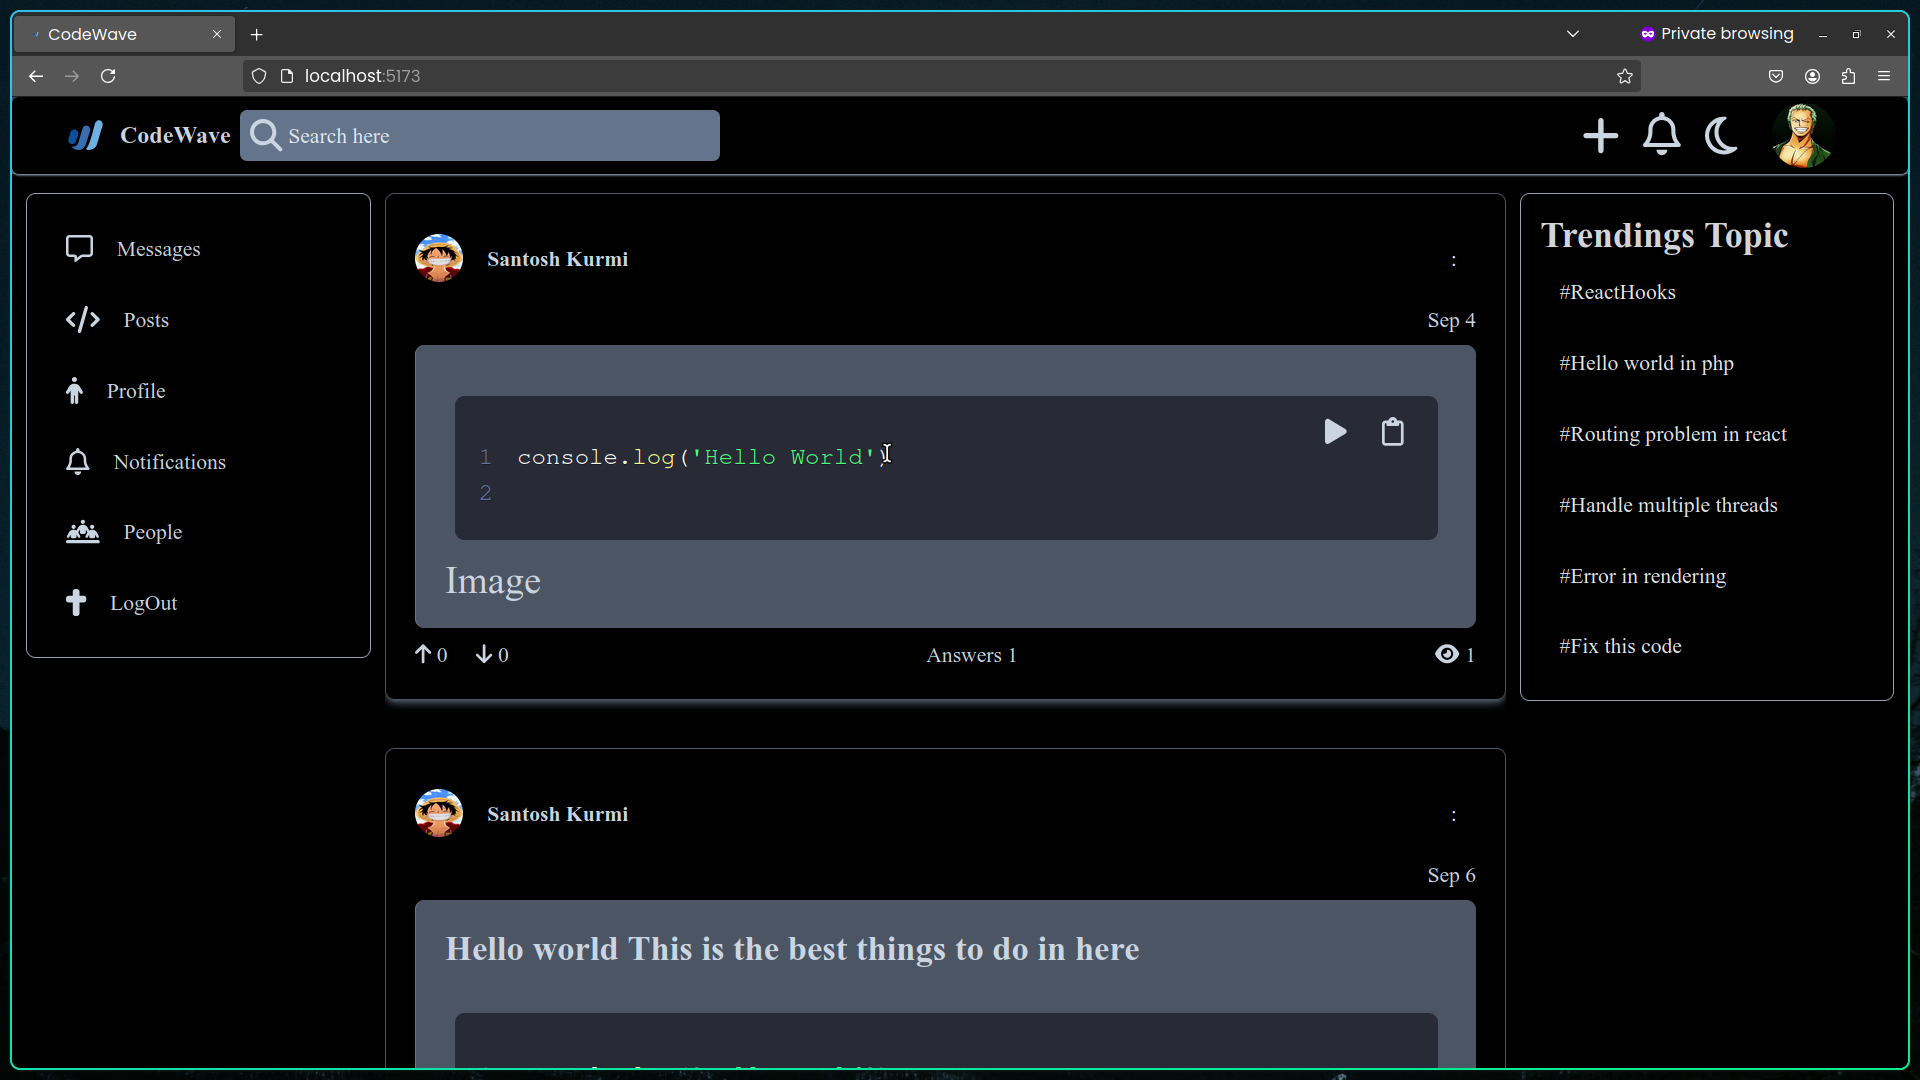 CodeWave
Private browsing
localhost:5173
CodeWave
Search here
Messages
Posts
Profile
Notifications
People
LogOut
Santosh Kurmi
:
Sep 4
1 console.log('Hello World')
2
Image
0 0 Answers 1 1
Santosh Kurmi
:
Sep 6
Hello world This is the best things to do in here
Trendings Topic
#ReactHooks
#Hello world in php
#Routing problem in react
#Handle multiple threads
#Error in rendering
#Fix this code